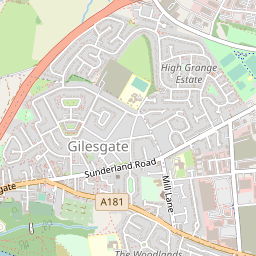 High Grange
Estate
Gilesgate
Sunderland Road
gate
Mill Lane
A181
The Woodlands